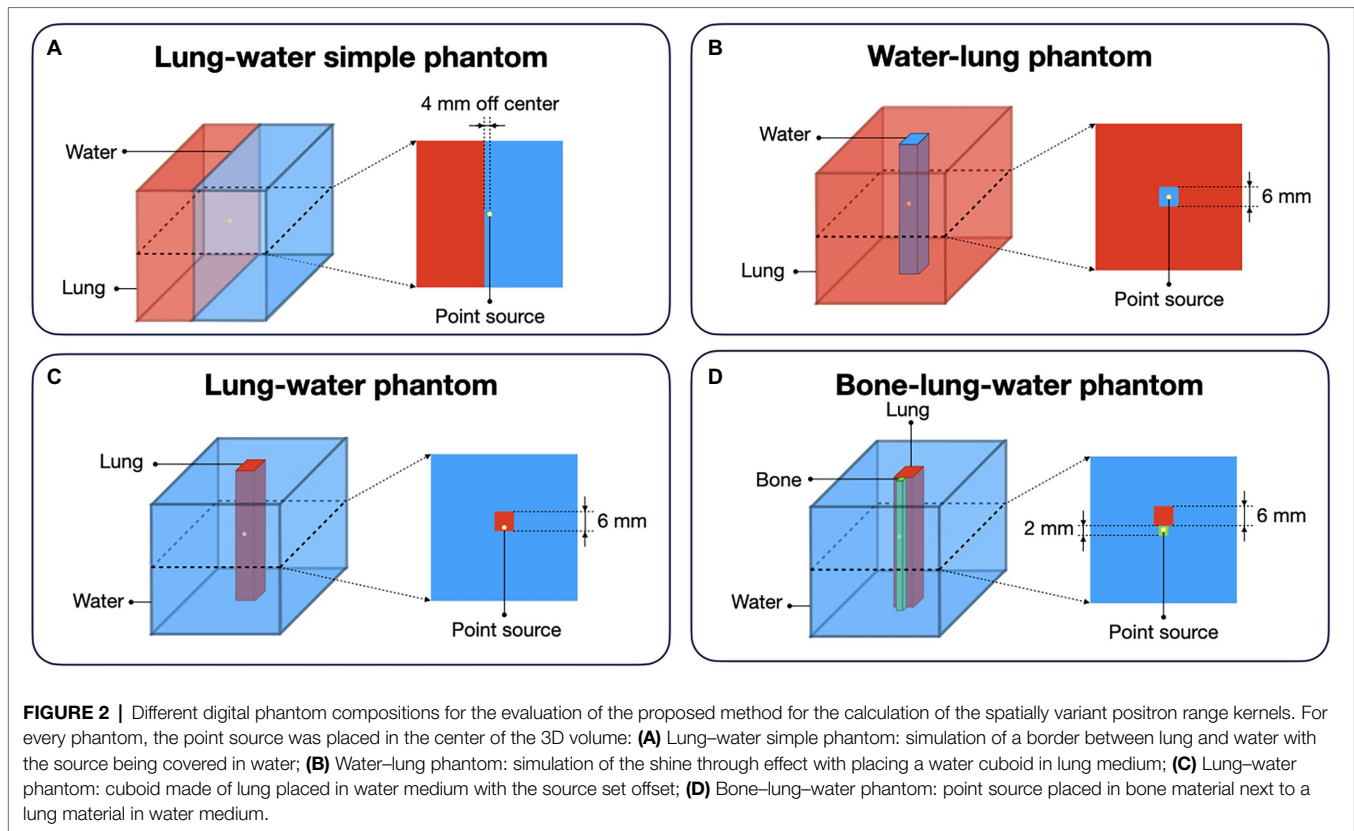 A
Lung-water simple phantom
4 mm off center
Water
Lung
Point source
B
Water-lung phantom
Water
6 mm
Lung
Point source
C
Lung-water phantom
Lung
6 mm
Water
Point source
D
Bone-lung-water phantom
Lung
Bone
6 mm
2 mm
Water
Point source
FIGURE 2 | Different digital phantom compositions for the evaluation of the proposed method for the calculation of the spatially variant positron range kernels. For
every phantom, the point source was placed in the center of the 3D volume: (A) Lung–water simple phantom: simulation of a border between lung and water with
the source being covered in water; (B) Water–lung phantom: simulation of the shine through effect with placing a water cuboid in lung medium; (C) Lung–water
phantom: cuboid made of lung placed in water medium with the source set offset; (D) Bone–lung–water phantom: point source placed in bone material next to a
lung material in water medium.